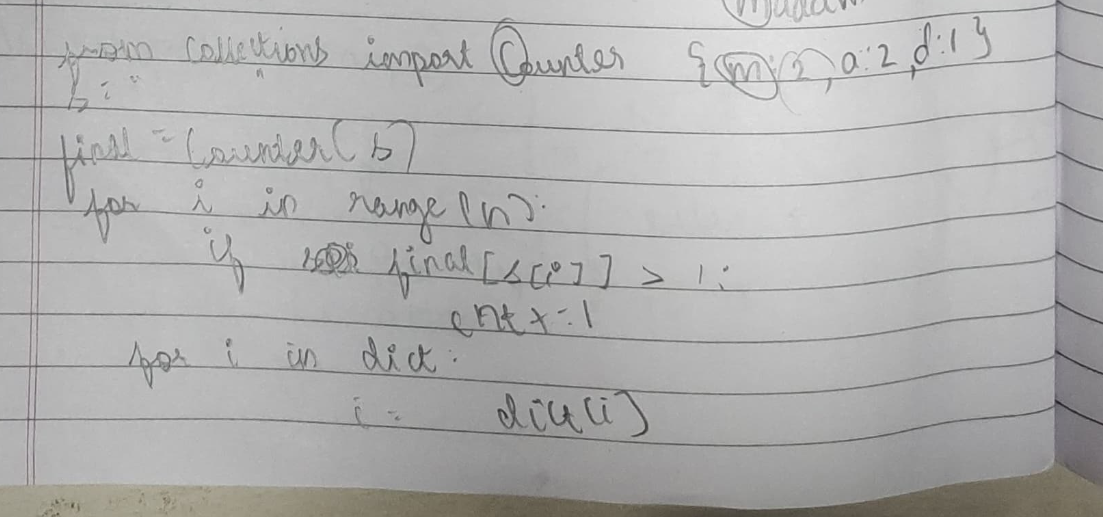 Madam
from collections import Counter {m:2, a:2, d:1}
s = " "
final = Counter(s)
for i in range(n):
if final[s[i]] > 1:
cnt += 1
for i in dict:
i = dict[i]